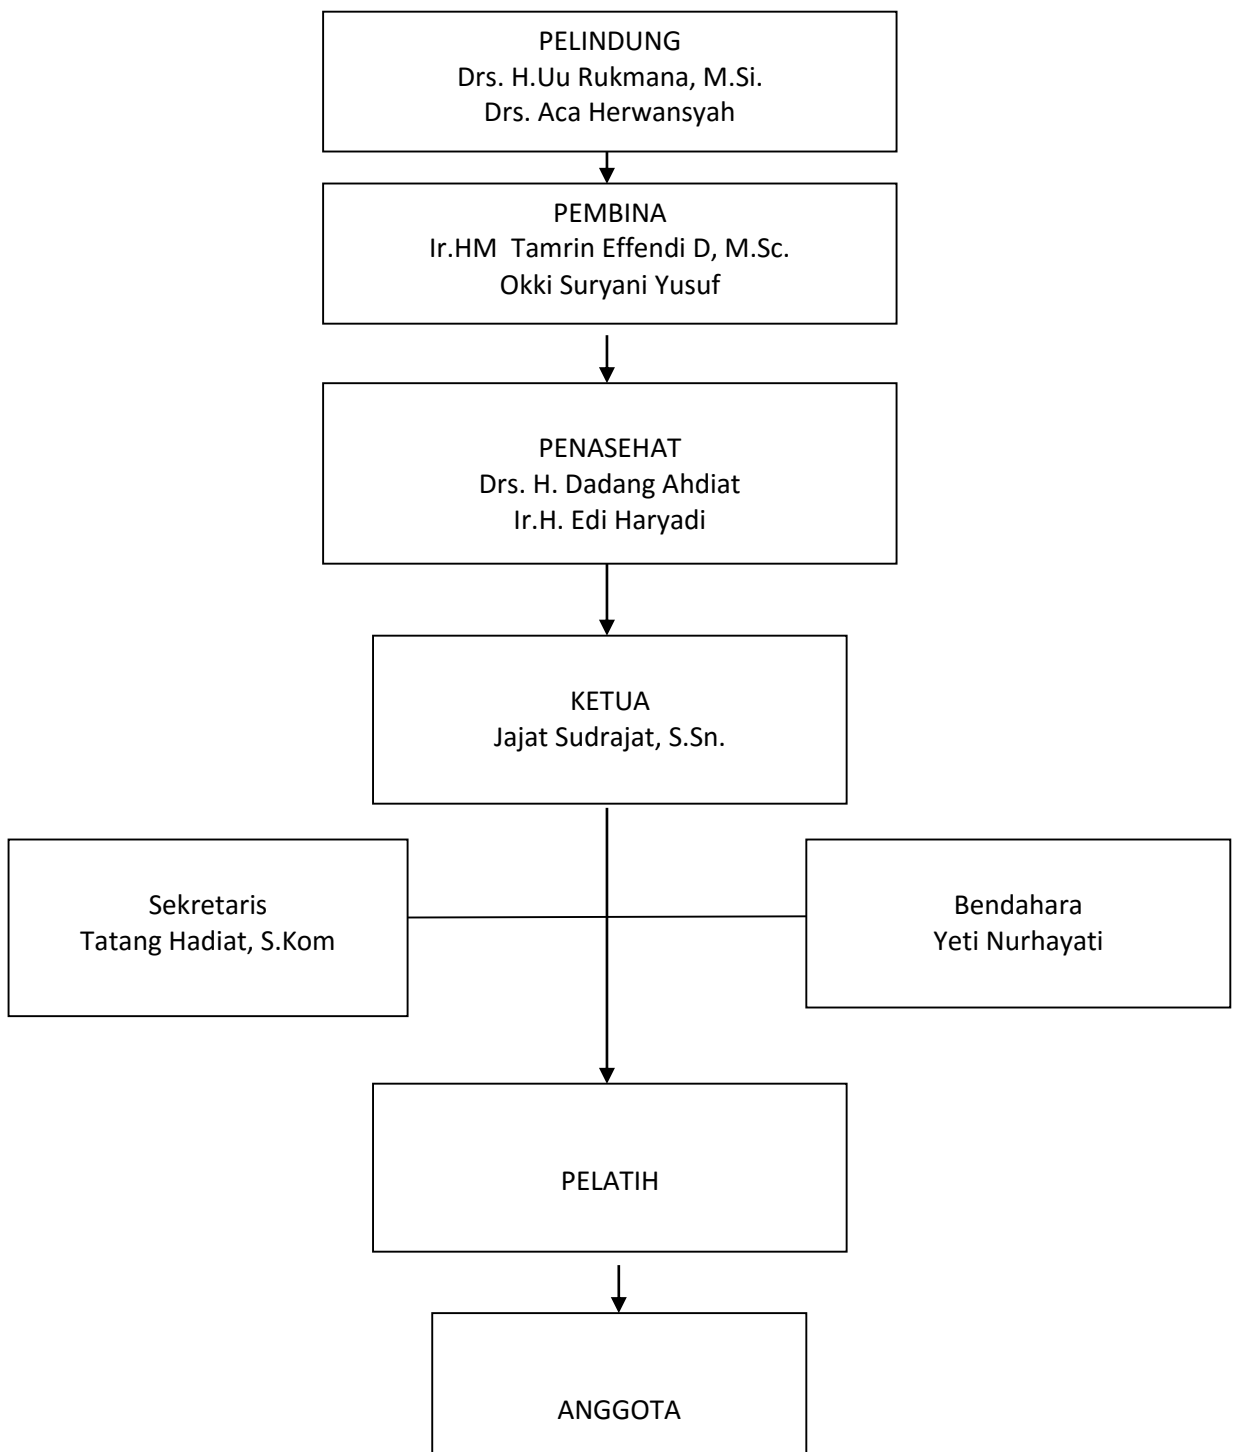 PELINDUNG
Drs. H.Uu Rukmana, M.Si.
Drs. Aca Herwansyah
PEMBINA
Ir.HM  Tamrin Effendi D, M.Sc.
Okki Suryani Yusuf
PENASEHAT
Drs. H. Dadang Ahdiat
Ir.H. Edi Haryadi
KETUA
Jajat Sudrajat, S.Sn.
Sekretaris
Tatang Hadiat, S.Kom
Bendahara
Yeti Nurhayati
PELATIH
ANGGOTA